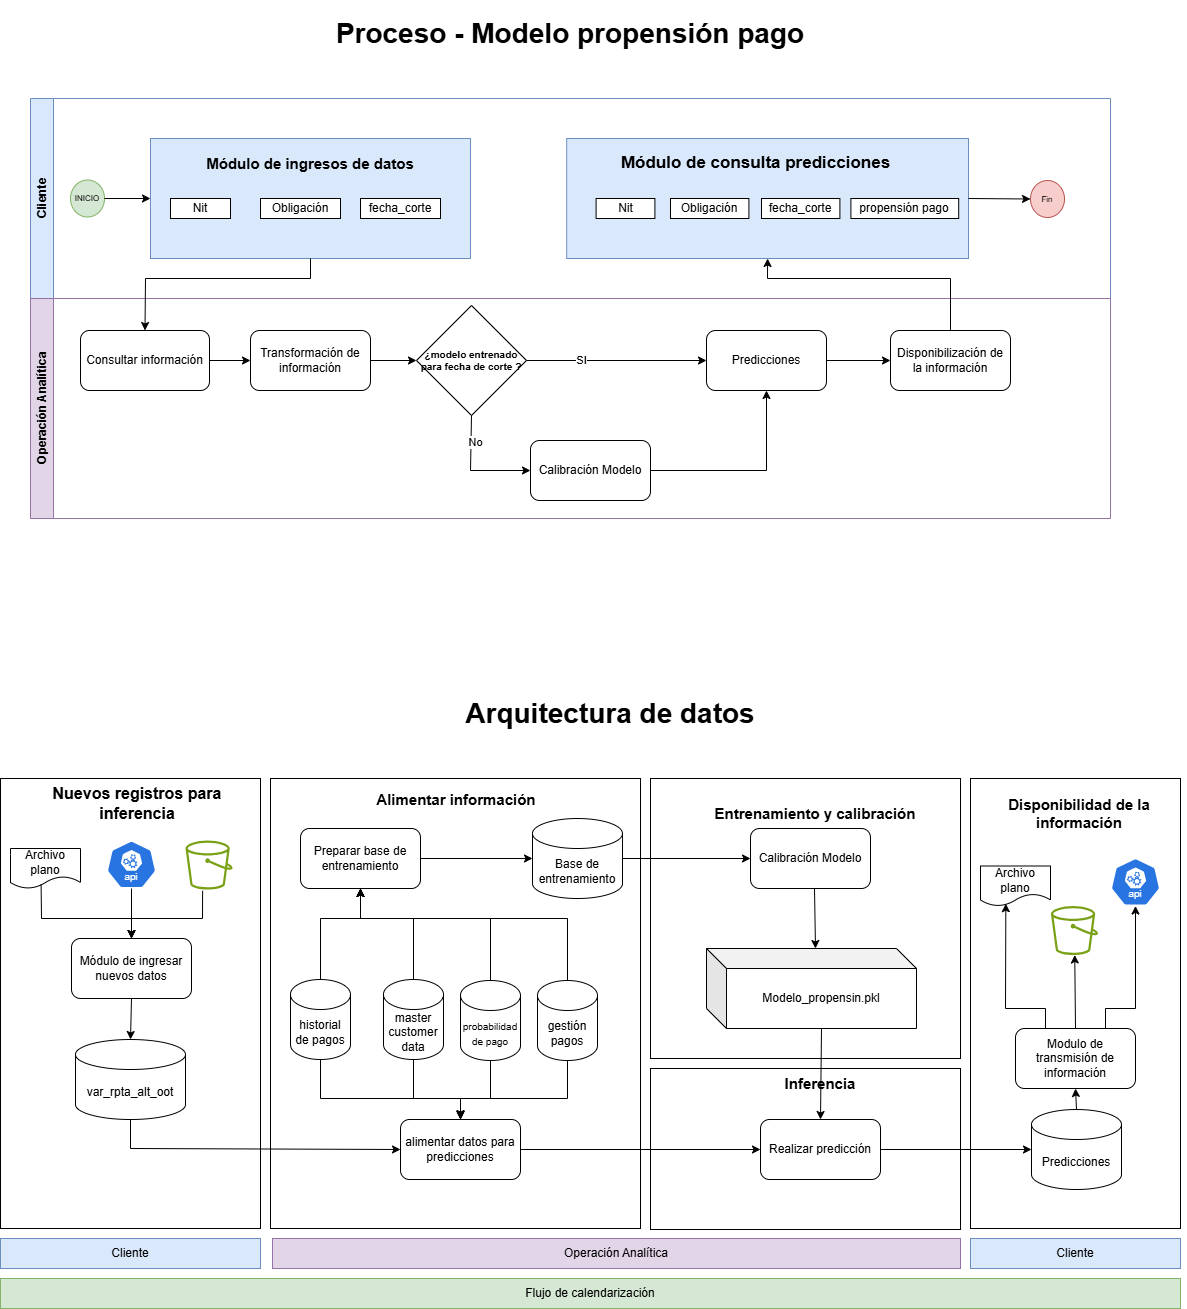 Proceso - Modelo propensión pago
Cliente
INICIO
Módulo de ingresos de datos
Nit
Obligación
fecha_corte
Módulo de consulta predicciones
Nit
Obligación
fecha_corte
propensión pago
Fin
Operación Analítica
Consultar información
Transformación de
información
¿modelo entrenado
para fecha de corte ?
SI
No
Calibración Modelo
Predicciones
Disponibilización de
la información
Arquitectura de datos
Nuevos registros para
inferencia
Archivo
plano
api
Módulo de ingresar
nuevos datos
var_rpta_alt_oot
Alimentar información
Preparar base de
entrenamiento
Base de
entrenamiento
historial
de pagos
master
customer
data
probabilidad
de pago
gestión
pagos
alimentar datos para
predicciones
Entrenamiento y calibración
Calibración Modelo
Modelo_propensin.pkl
Inferencia
Realizar predicción
Disponibilidad de la
información
Archivo
plano
api
Modulo de
transmisión de
información
Predicciones
Cliente
Operación Analítica
Cliente
Flujo de calendarización